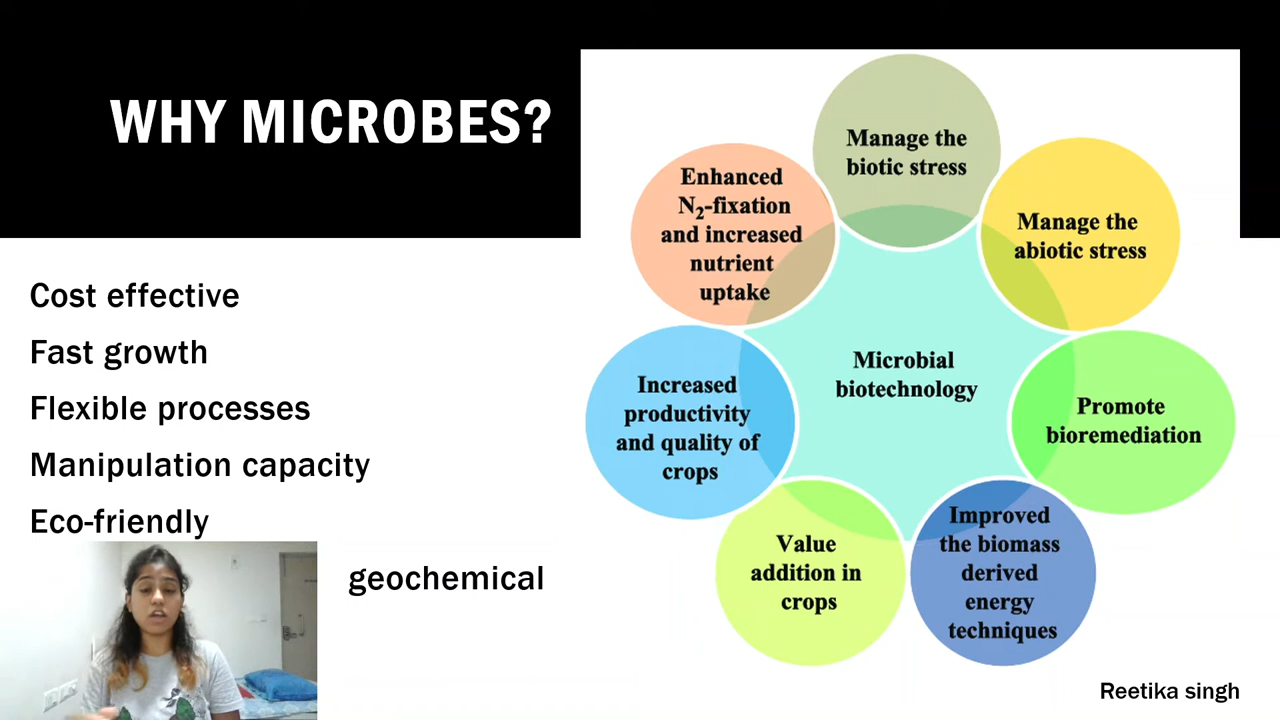 WHY MICROBES?
Cost effective
Fast growth
Flexible processes
Manipulation capacity
Eco-friendly
geochemical
Manage the
biotic stress
Manage the
abiotic stress
Promote
bioremediation
Improved
the biomass
derived
energy
techniques
Value
addition in
crops
Increased
productivity
and quality of
crops
Enhanced
N₂-fixation
and increased
nutrient
uptake
Microbial
biotechnology
Reetika singh